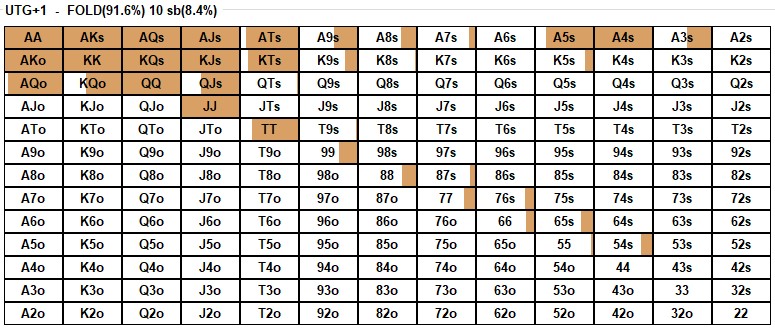 UTG+1 - FOLD(91.6%) 10 sb(8.4%)
AA AKs AQs AJs ATs A9s A8s A7s A6s A5s A4s A3s A2s
AKo KK KQs KJs KTs K9s K8s K7s K6s K5s K4s K3s K2s
AQo KQo QQ QJs QTs Q9s Q8s Q7s Q6s Q5s Q4s Q3s Q2s
AJo KJo QJo JJ JTs J9s J8s J7s J6s J5s J4s J3s J2s
ATo KTo QTo JTo TT T9s T8s T7s T6s T5s T4s T3s T2s
A9o K9o Q9o J9o T9o 99 98s 97s 96s 95s 94s 93s 92s
A8o K8o Q8o J8o T8o 98o 88 87s 86s 85s 84s 83s 82s
A7o K7o Q7o J7o T7o 97o 87o 77 76s 75s 74s 73s 72s
A6o K6o Q6o J6o T6o 96o 86o 76o 66 65s 64s 63s 62s
A5o K5o Q5o J5o T5o 95o 85o 75o 65o 55 54s 53s 52s
A4o K4o Q4o J4o T4o 94o 84o 74o 64o 54o 44 43s 42s
A3o K3o Q3o J3o T3o 93o 83o 73o 63o 53o 43o 33 32s
A2o K2o Q2o J2o T2o 92o 82o 72o 62o 52o 42o 32o 22